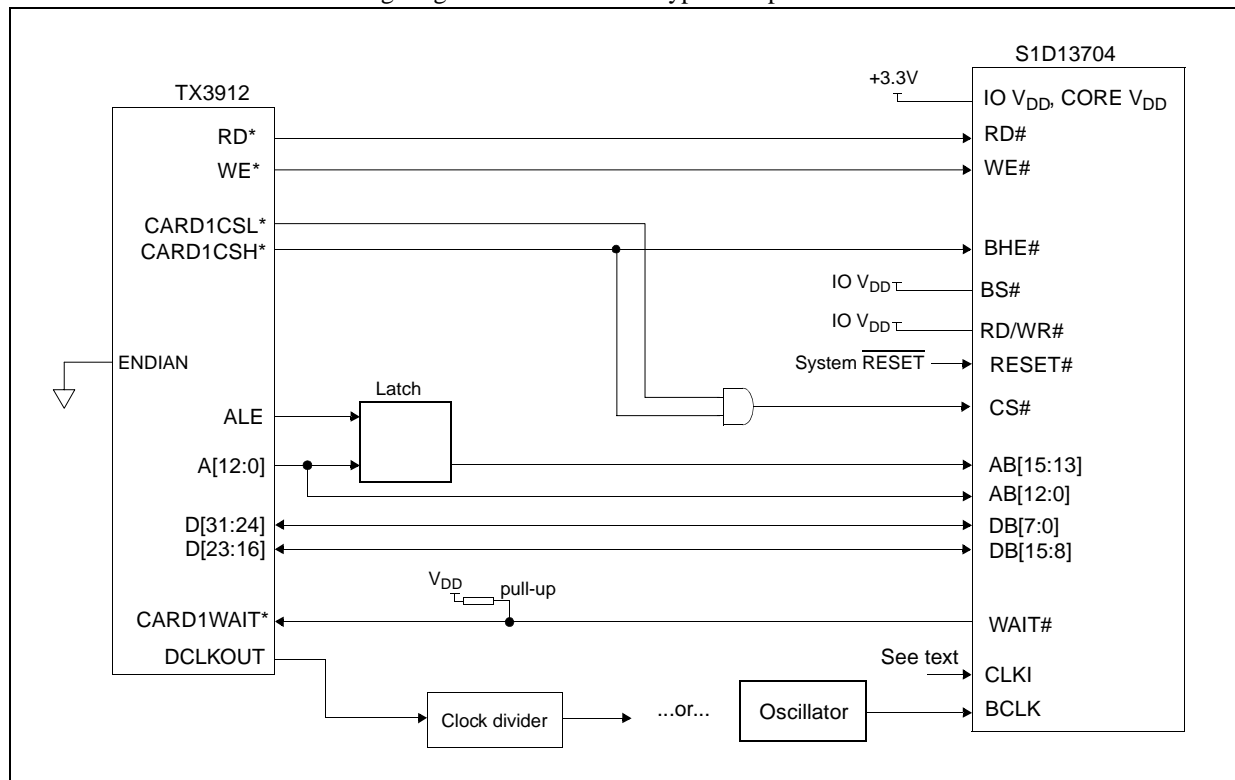 S1D13704
+3.3V
TX3912
IO VDD, CORE VDD
RD*
RD#
WE*
WE#
CARD1CSL*
CARD1CSH*
BHE#
IO VDD
BS#
IO VDD
RD/WR#
ENDIAN
System RESET
RESET#
Latch
ALE
CS#
A[12:0]
AB[15:13]
AB[12:0]
D[31:24]
DB[7:0]
D[23:16]
DB[15:8]
VDD
pull-up
CARD1WAIT*
WAIT#
DCLKOUT
See text
CLKI
Clock divider
...or...
Oscillator
BCLK